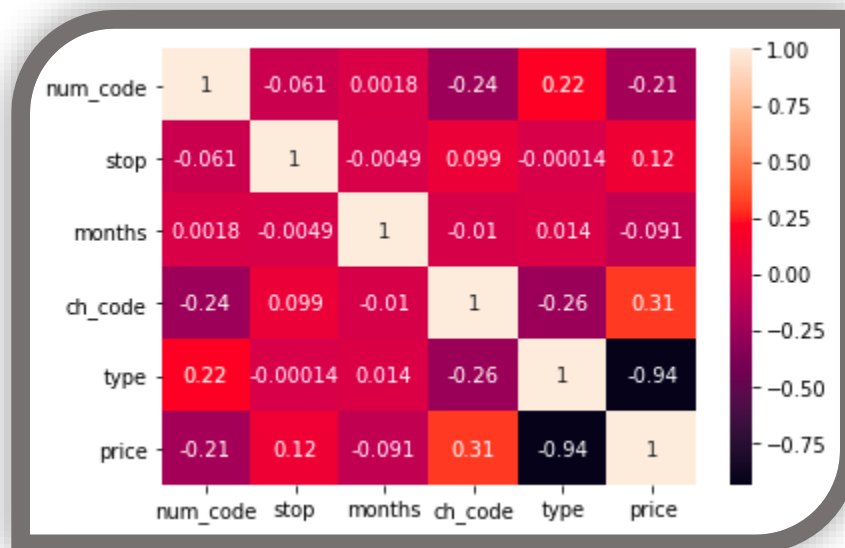 num_code 1 -0.061 0.0018 -0.24 0.22 -0.21
stop -0.061 1 -0.0049 0.099 -0.00014 0.12
months 0.0018 -0.0049 1 -0.01 0.014 -0.091
ch_code -0.24 0.099 -0.01 1 -0.26 0.31
type 0.22 -0.00014 0.014 -0.26 1 -0.94
price -0.21 0.12 -0.091 0.31 -0.94 1
num_code stop months ch_code type price
1.00
0.75
0.50
0.25
0.00
−0.25
−0.50
−0.75